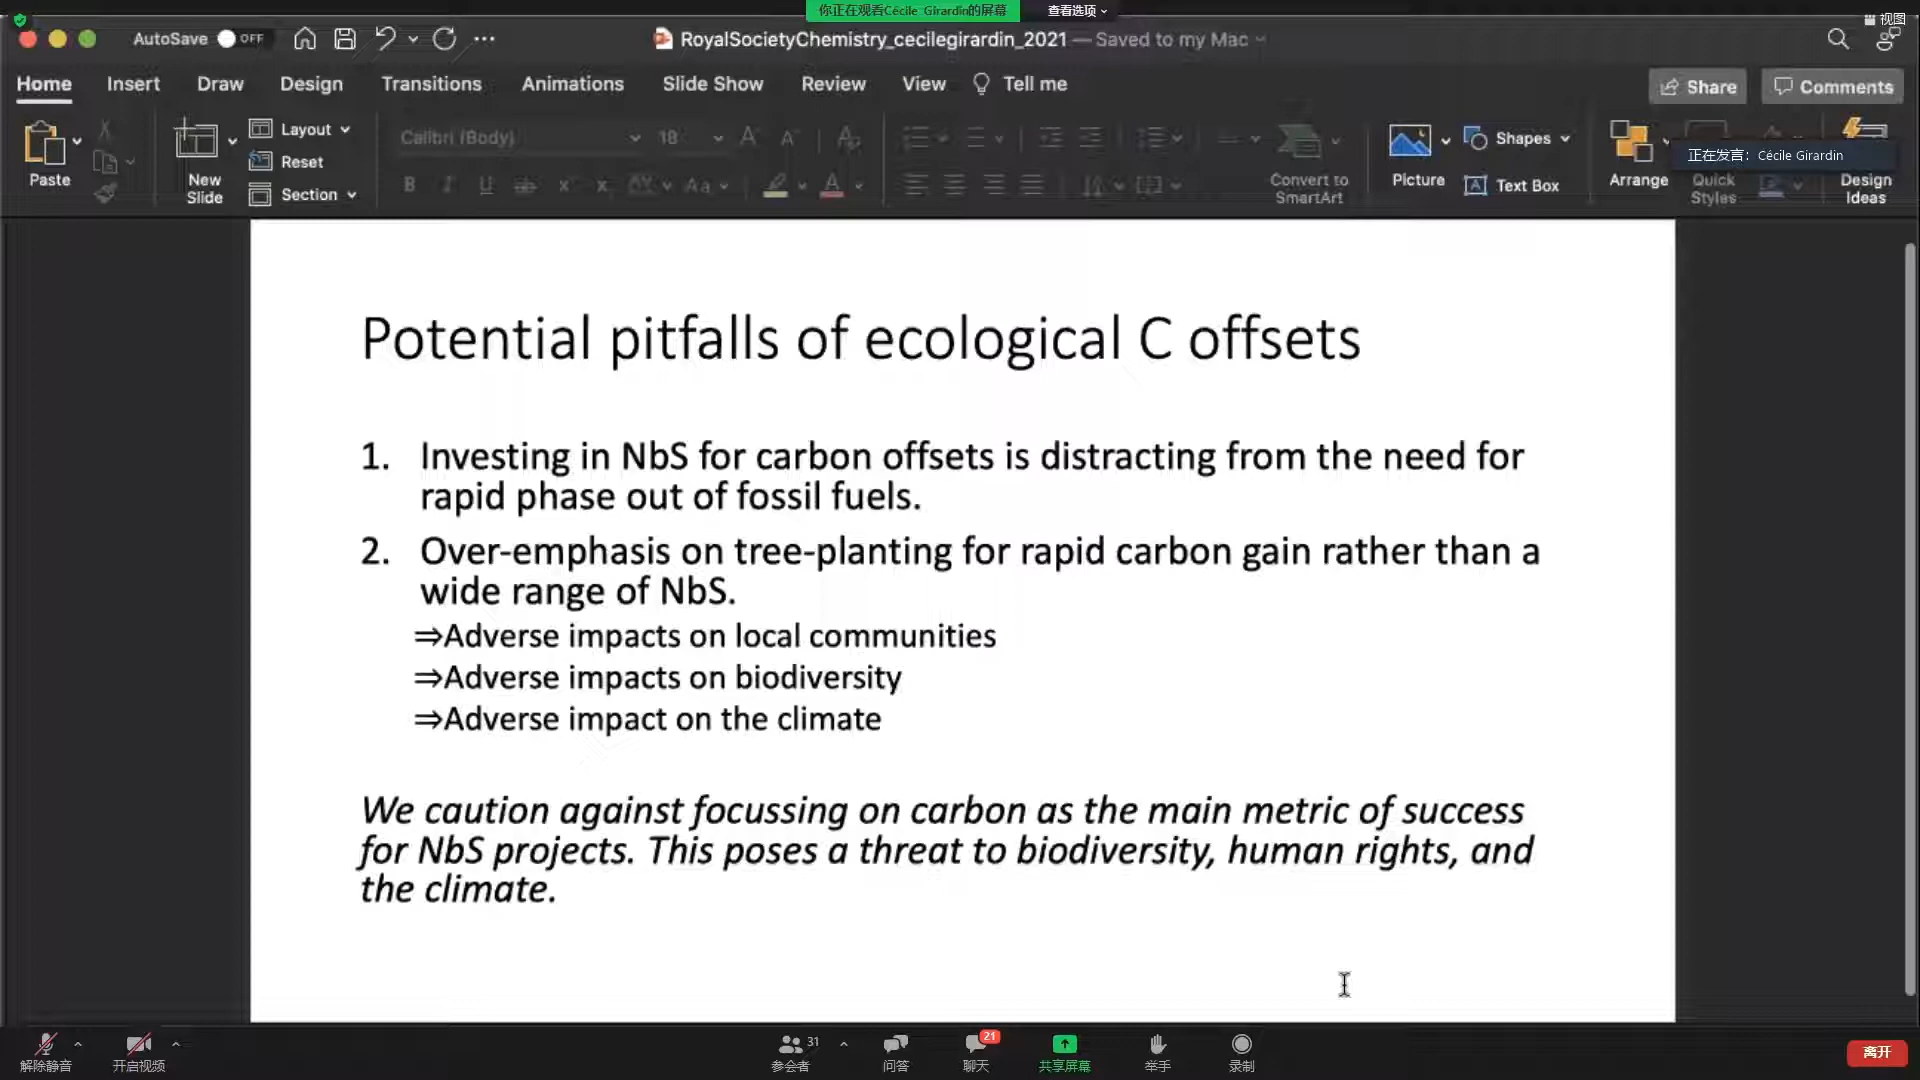 你正在观看Cécile Girardin的屏幕 查看选项
视图
AutoSave OFF RoyalSocietyChemistry_cecilegirardin_2021 — Saved to my Mac
Home Insert Draw Design Transitions Animations Slide Show Review View Tell me Share Comments
Paste
New Slide
Layout
Reset
Section
Calibri (Body) 18
Convert to SmartArt
Picture
Shapes
Text Box
Arrange
正在发言: Cécile Girardin
Quick Styles
Design Ideas
Potential pitfalls of ecological C offsets
1. Investing in NbS for carbon offsets is distracting from the need for
rapid phase out of fossil fuels.
2. Over-emphasis on tree-planting for rapid carbon gain rather than a
wide range of NbS.
⇒Adverse impacts on local communities
⇒Adverse impacts on biodiversity
⇒Adverse impact on the climate
We caution against focussing on carbon as the main metric of success
for NbS projects. This poses a threat to biodiversity, human rights, and
the climate.
解除静音 开启视频 参会者 31 问答 聊天 21 共享屏幕 举手 录制 离开